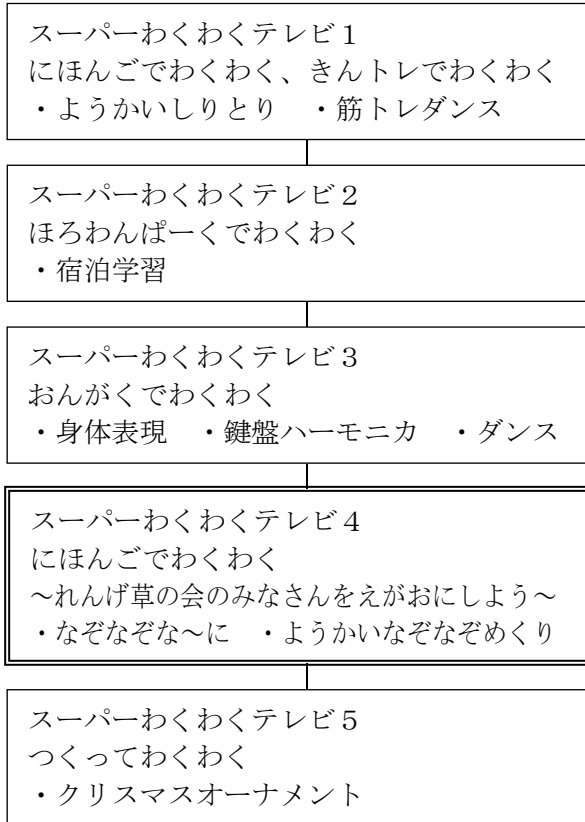 スーパーわくわくテレビ１
にほんごでわくわく、きんトレでわくわく
・ようかいしりとり　・筋トレダンス
スーパーわくわくテレビ２
ほろわんぱーくでわくわく
・宿泊学習
スーパーわくわくテレビ３
おんがくでわくわく
・身体表現　・鍵盤ハーモニカ　・ダンス
スーパーわくわくテレビ４
にほんごでわくわく
～れんげ草の会のみなさんをえがおにしよう～
・なぞなぞな～に　・ようかいなぞなぞめくり
スーパーわくわくテレビ５
つくってわくわく
・クリスマスオーナメント